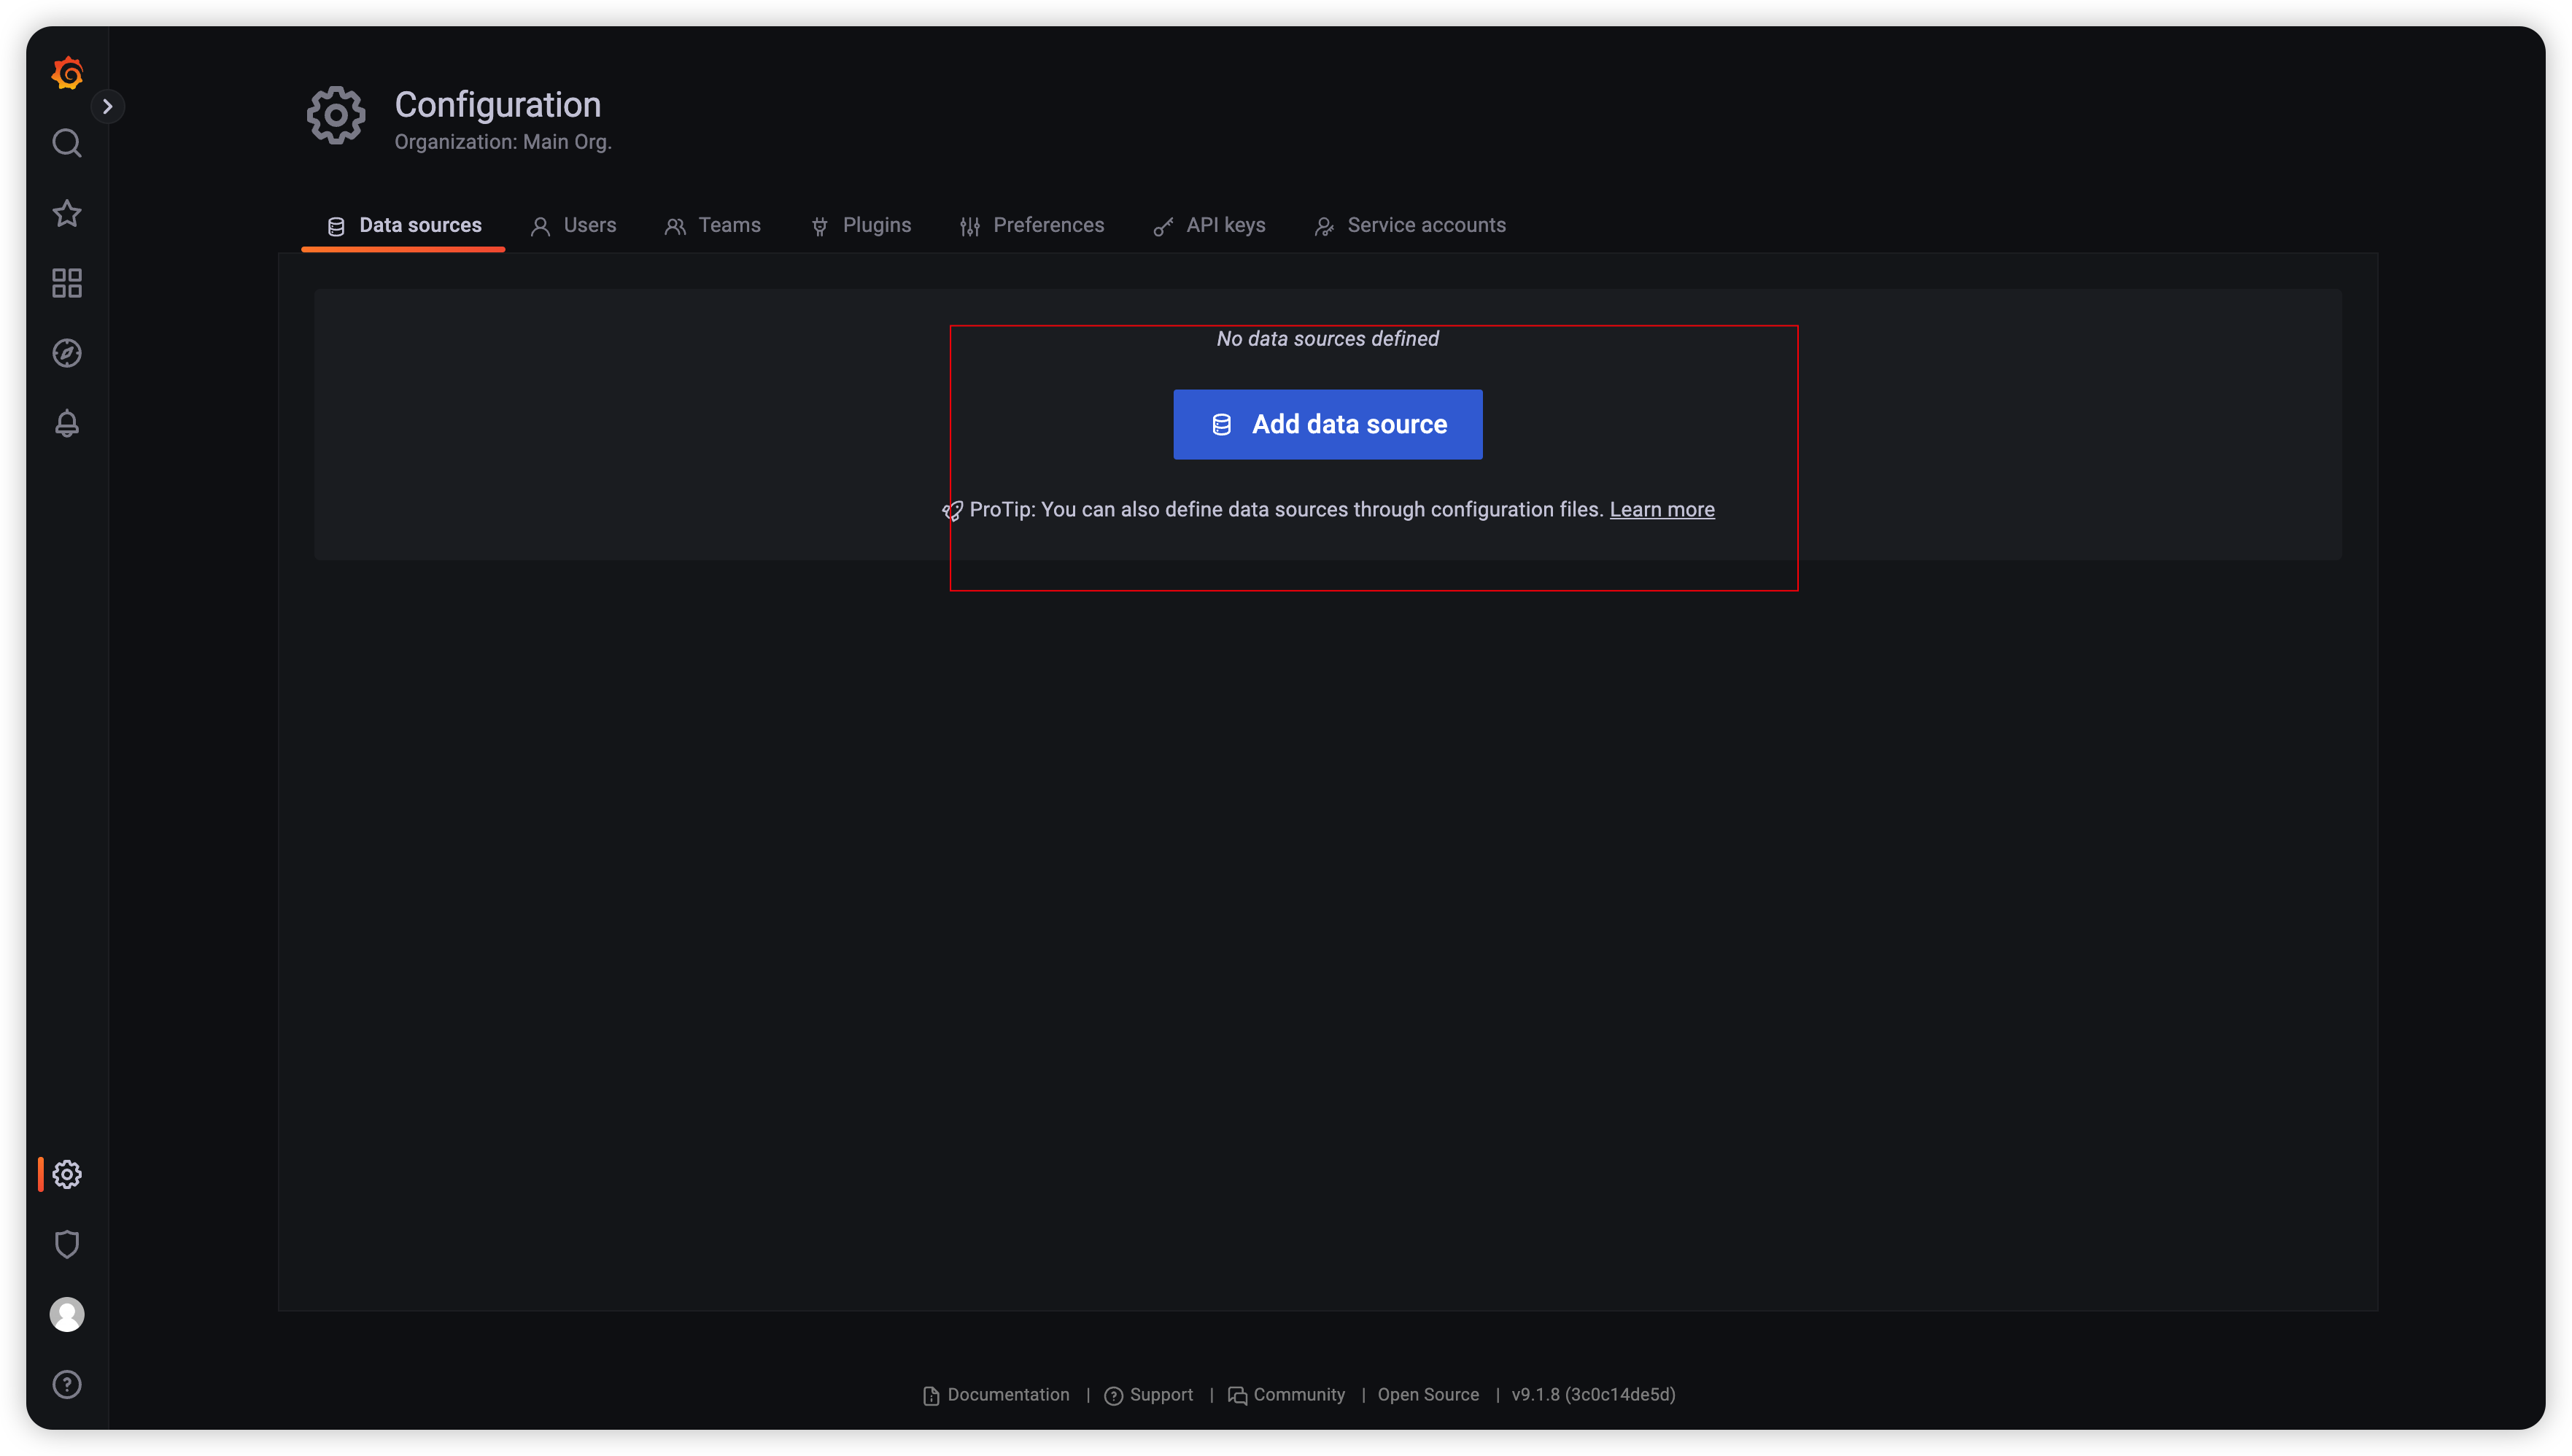 Configuration
Organization: Main Org.
Data sources Users Teams Plugins Preferences API keys Service accounts
No data sources defined
Add data source
ProTip: You can also define data sources through configuration files. Learn more
Documentation | Support | Community | Open Source | v9.1.8 (3c0c14de5d)